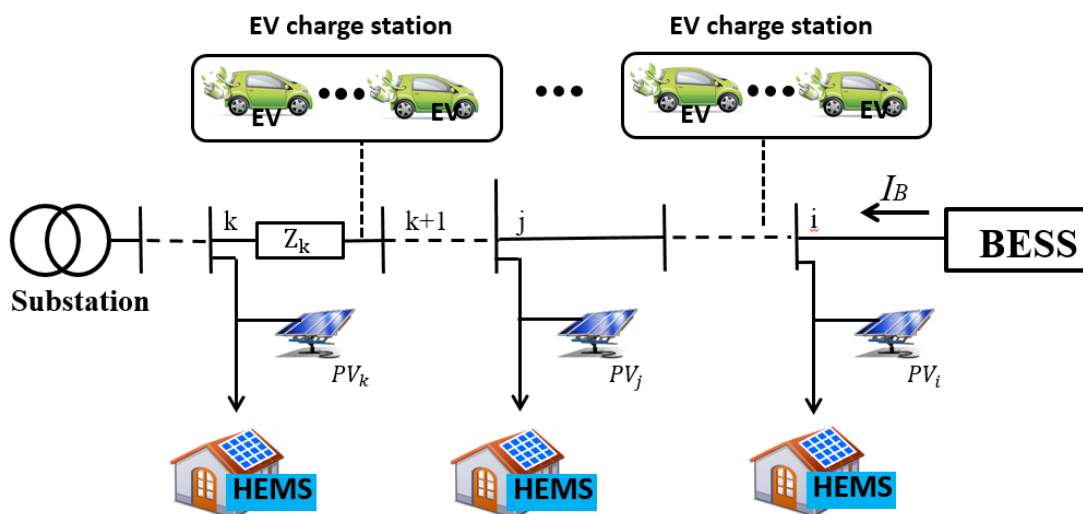 EV charge station
EV charge station
EV
EV
EV
EV
k
Z_k
k+1
j
i
I_B
BESS
Substation
PV_k
PV_j
PV_i
HEMS
HEMS
HEMS